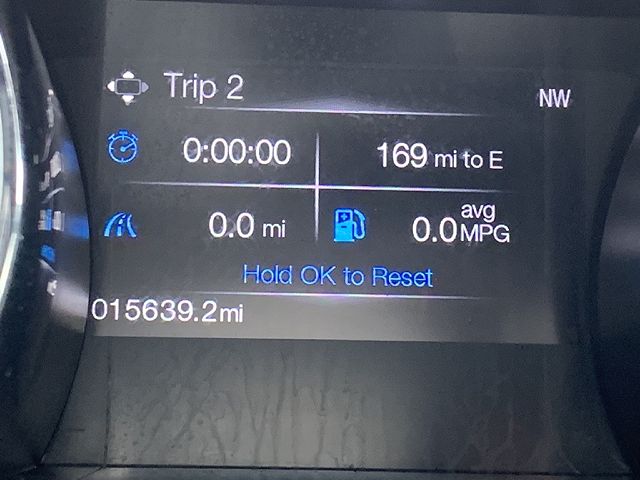 Trip 2
NW
0:00:00
169 mi to E
0.0 mi
0.0 avg MPG
Hold OK to Reset
015639.2mi